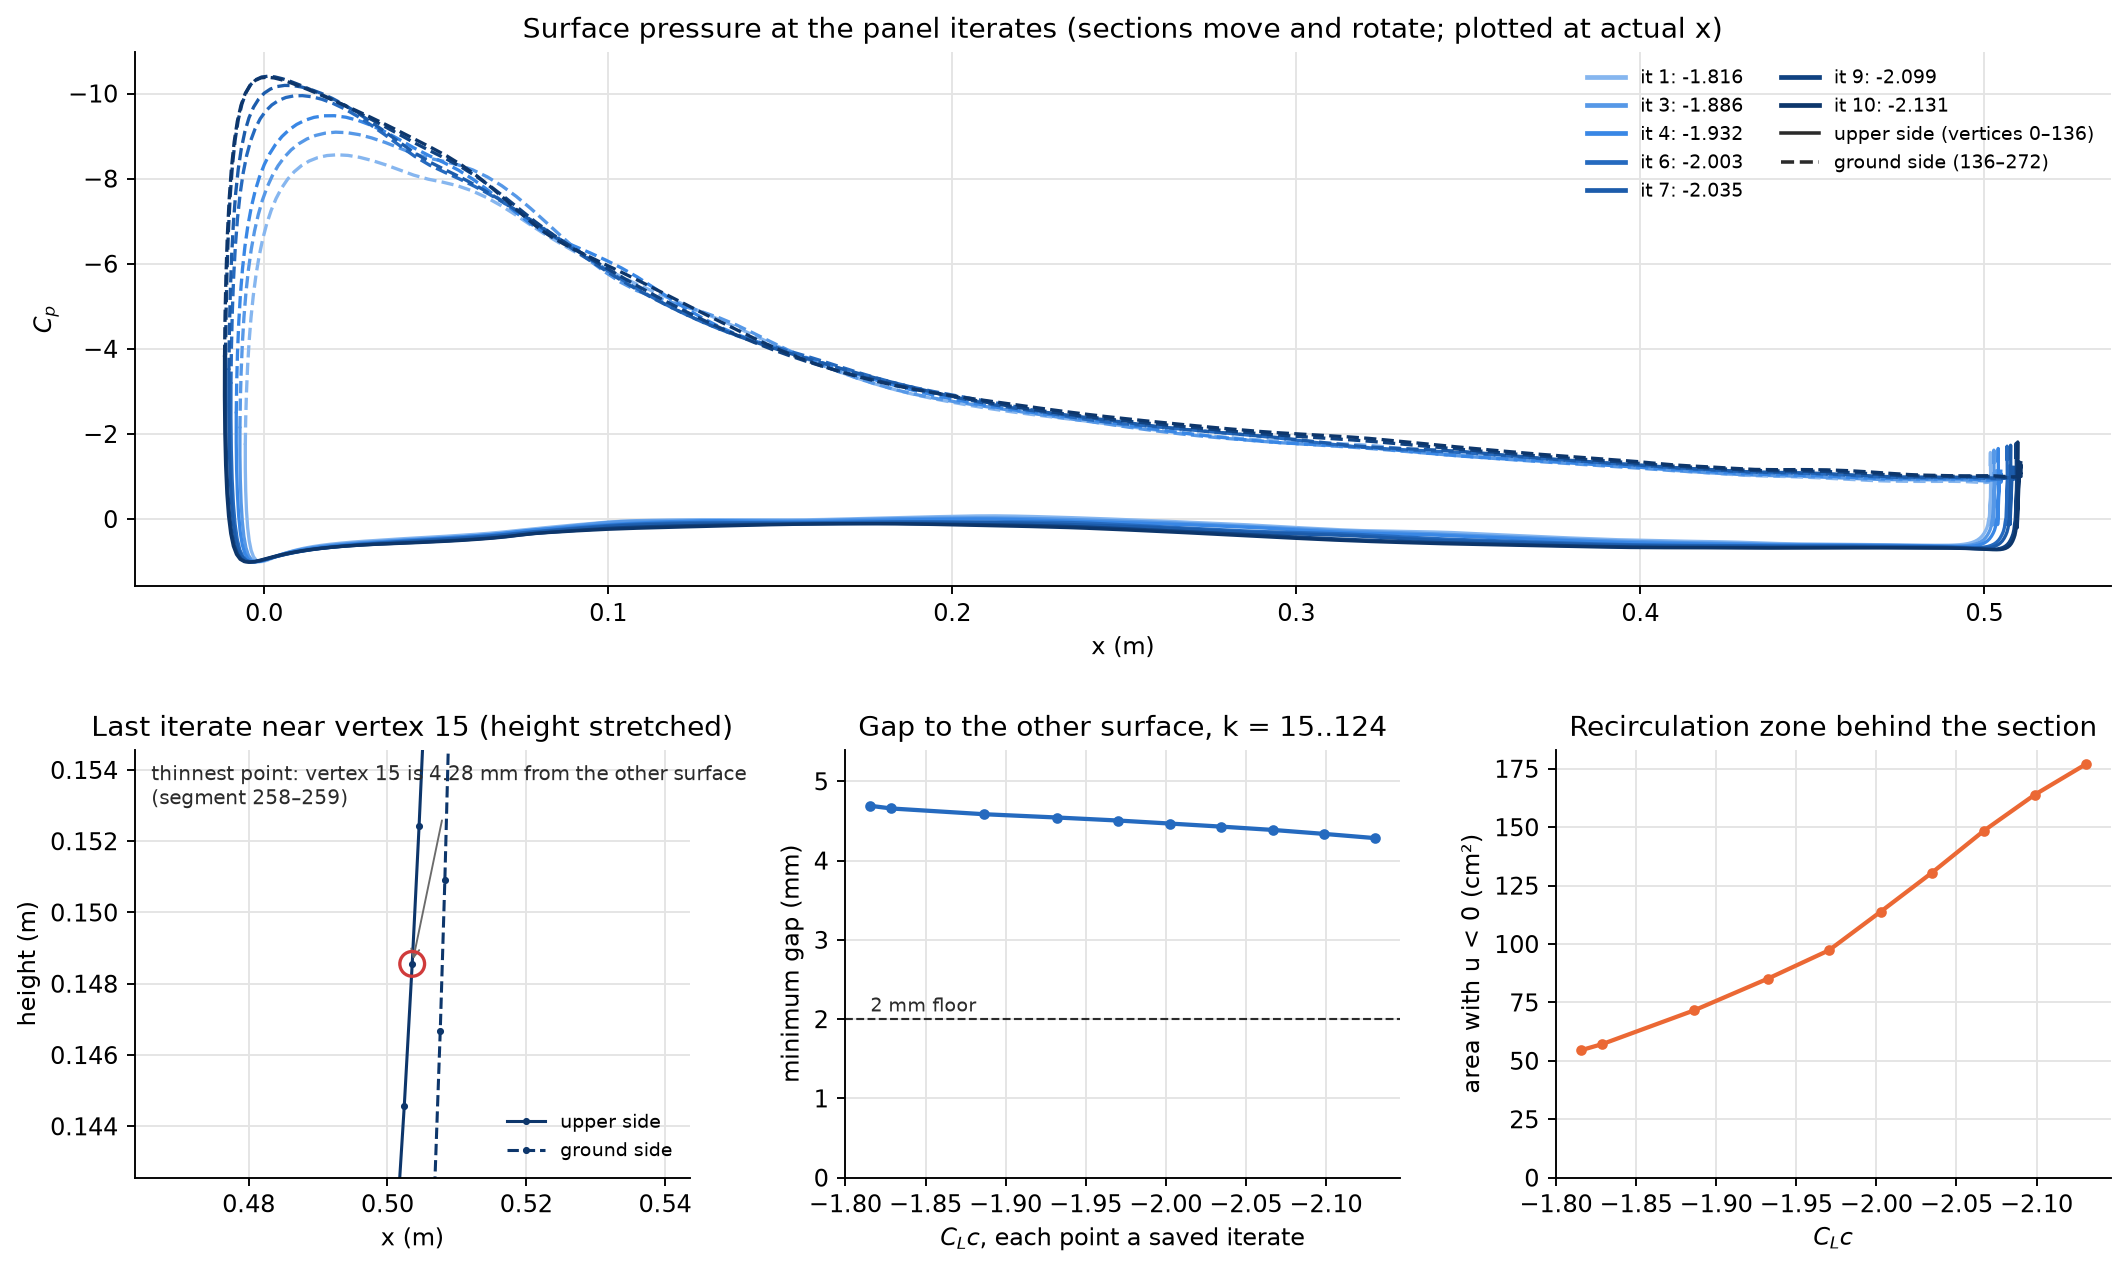 Surface pressure at the panel iterates (sections move and rotate; plotted at actual x)
−10
−8
−6
−4
−2
0
Cp
0.0
0.1
0.2
0.3
0.4
0.5
x (m)
it 1: -1.816
it 3: -1.886
it 4: -1.932
it 6: -2.003
it 7: -2.035
it 9: -2.099
it 10: -2.131
upper side (vertices 0–136)
ground side (136–272)
Last iterate near vertex 15 (height stretched)
thinnest point: vertex 15 is 4.28 mm from the other surface
(segment 258–259)
0.154
0.152
0.150
0.148
0.146
0.144
height (m)
upper side
ground side
0.48
0.50
0.52
0.54
x (m)
Gap to the other surface, k = 15..124
5
4
3
2
1
0
minimum gap (mm)
2 mm floor
−1.80 −1.85 −1.90 −1.95 −2.00 −2.05 −2.10
CLc, each point a saved iterate
Recirculation zone behind the section
175
150
125
100
75
50
25
0
area with u < 0 (cm²)
−1.80 −1.85 −1.90 −1.95 −2.00 −2.05 −2.10
CLc